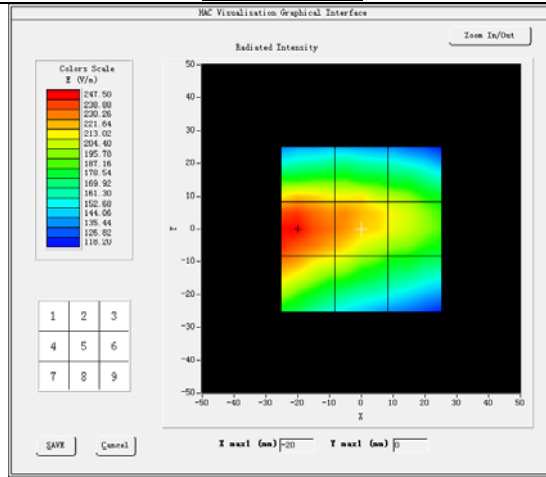 HAC Visualisation Graphical Interface
Zoom In/Out
Radiated Intensity
Colors Scale
E (V/m)
247.50
238.88
230.26
221.64
213.02
204.40
195.78
187.16
178.54
169.92
161.30
152.68
144.06
135.44
126.82
118.20
50
40
30
20
10
Y 0
-10
-20
-30
-40
-50
-50 -40 -30 -20 -10 0 10 20 30 40 50
X
1 2 3
4 5 6
7 8 9
SAVE Cancel X max1 (mm) -20 Y max1 (mm) 0